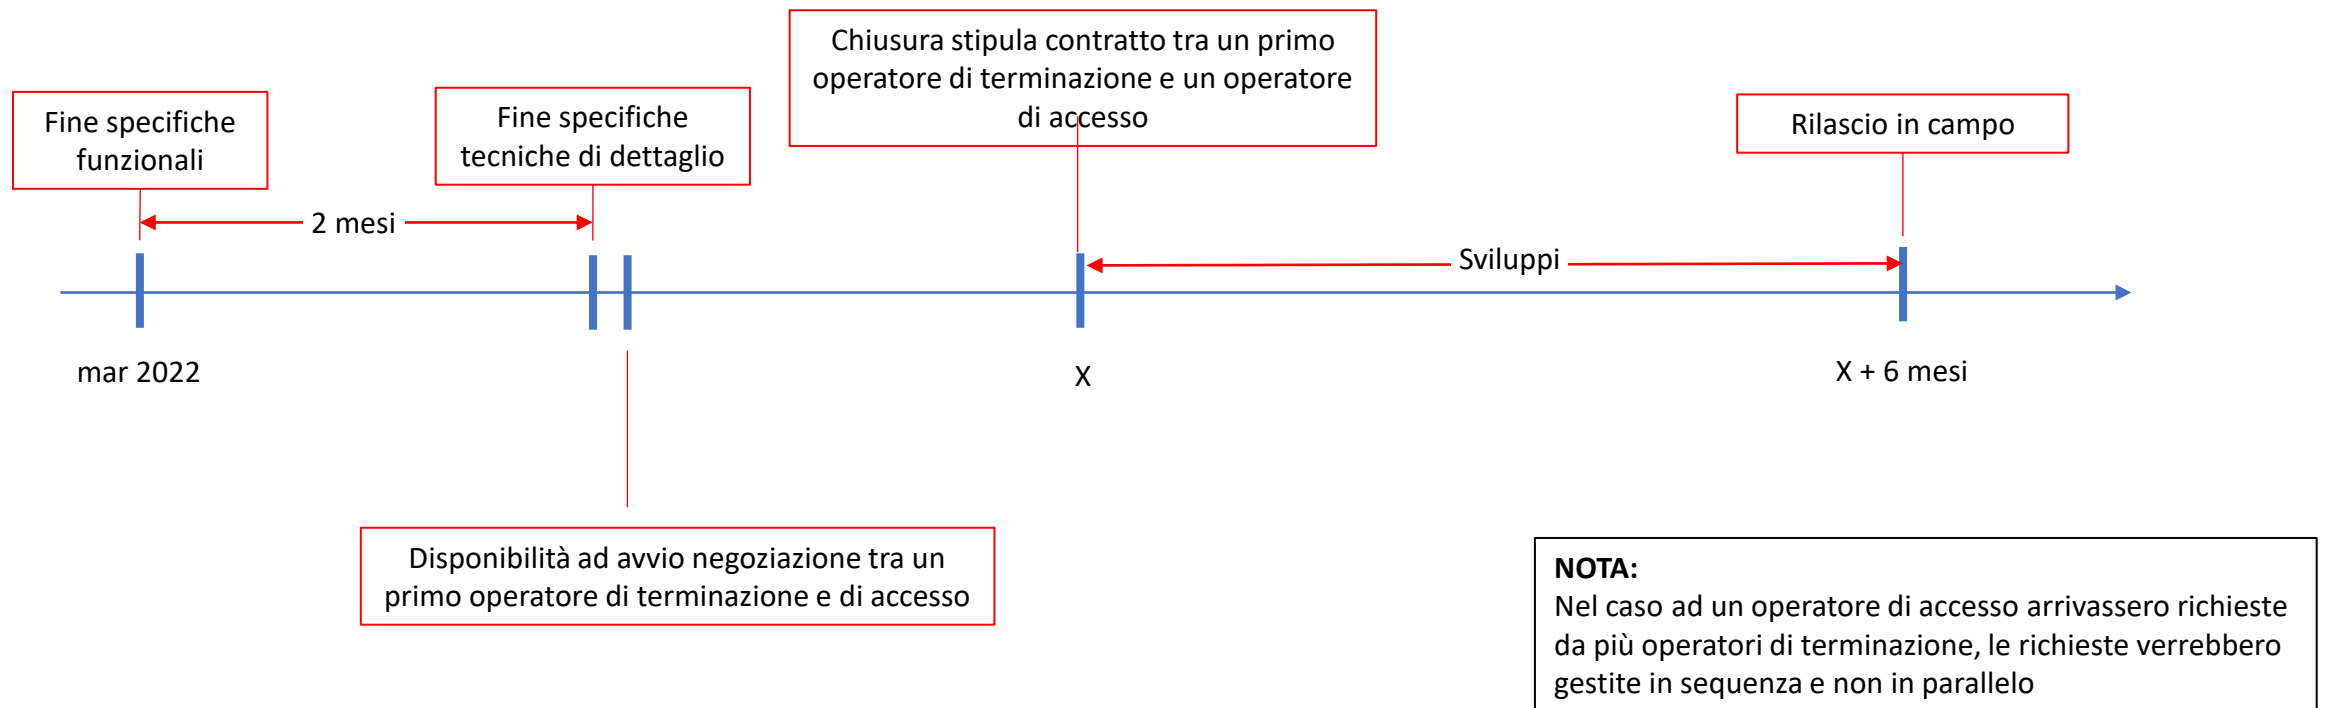 Chiusura stipula contratto tra un primo
operatore di terminazione e un operatore
di accesso
Fine specifiche
funzionali
Fine specifiche
tecniche di dettaglio
Rilascio in campo
2 mesi
Sviluppi
mar 2022
X
X + 6 mesi
Disponibilità ad avvio negoziazione tra un
primo operatore di terminazione e di accesso
NOTA:
Nel caso ad un operatore di accesso arrivassero richieste
da più operatori di terminazione, le richieste verrebbero
gestite in sequenza e non in parallelo